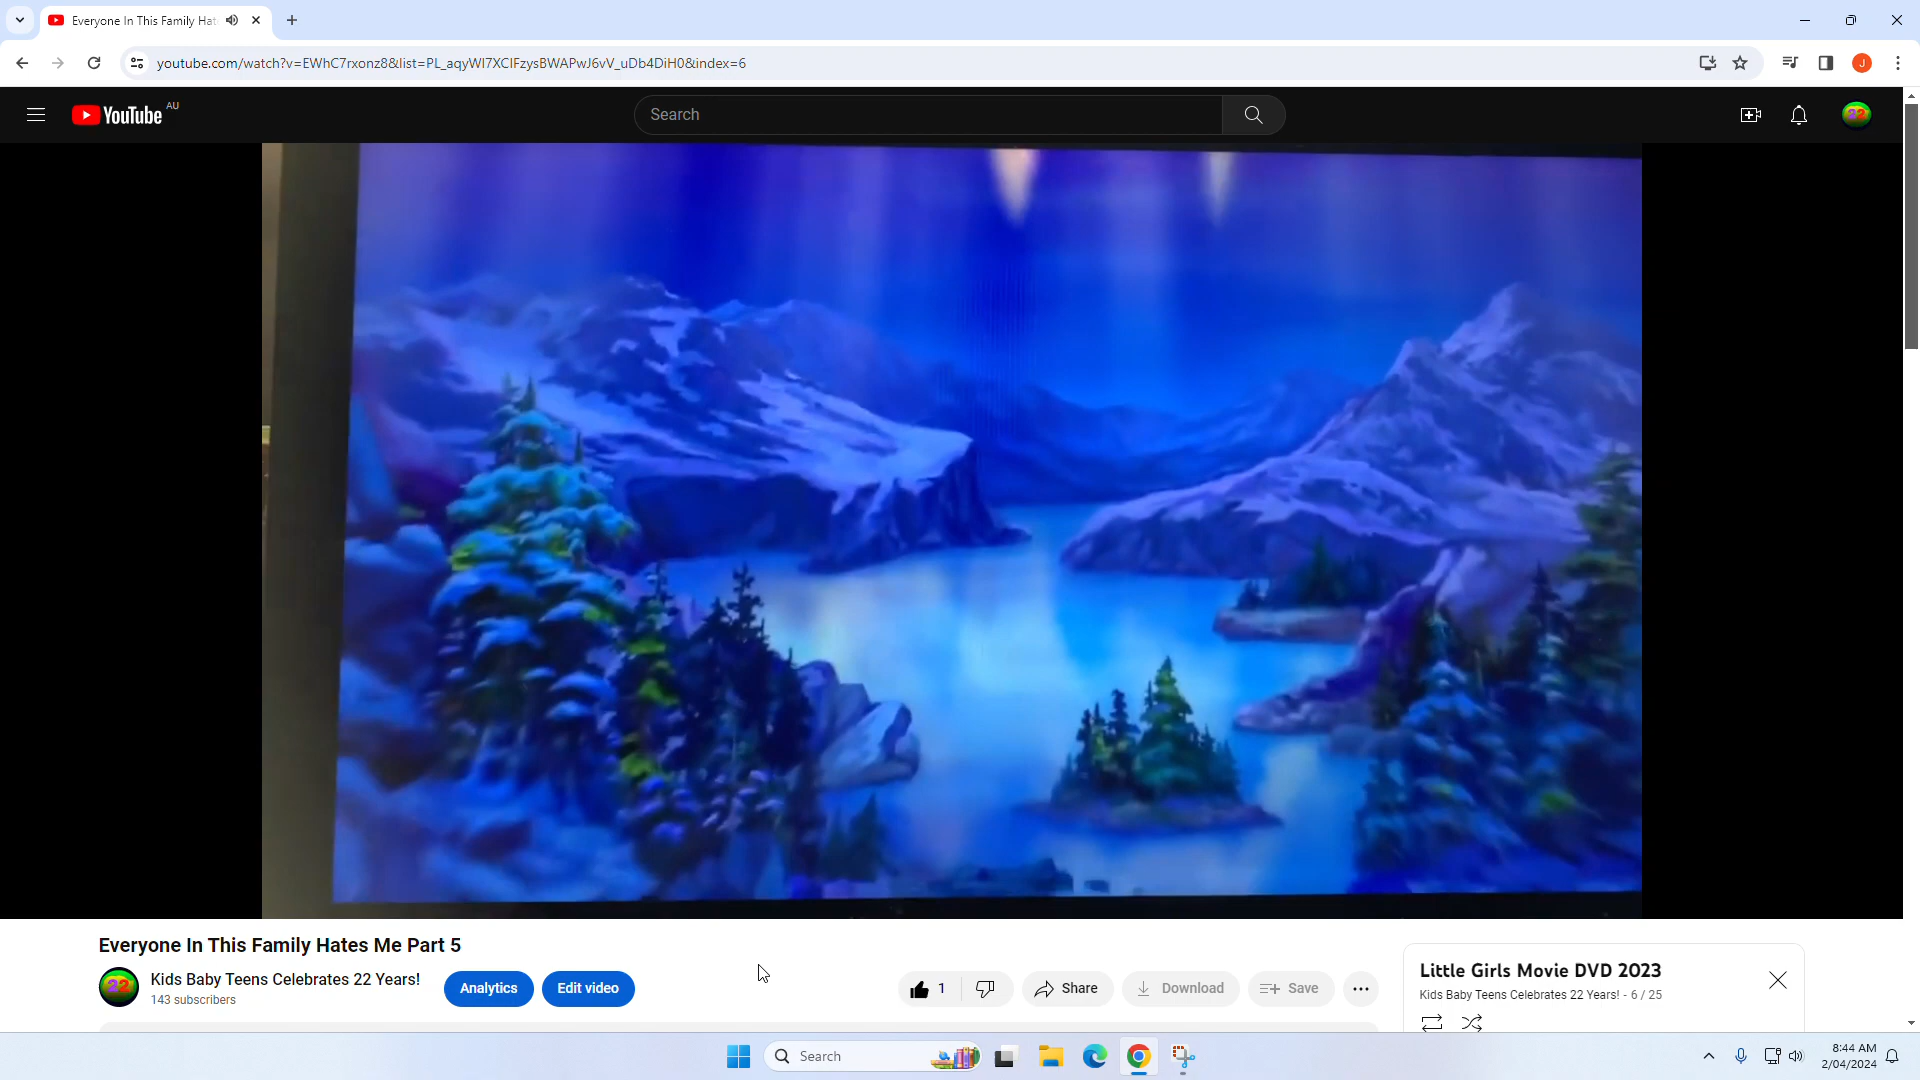 Everyone In This Family Hat
youtube.com/watch?v=EWhC7rxonz8&list=PL_aqyWI7XCIFzysBWAPwJ6vV_uDb4DiH0&index=6
J
YouTube AU
Search
22
Everyone In This Family Hates Me Part 5
22
Kids Baby Teens Celebrates 22 Years!
143 subscribers
Analytics
Edit video
1
Share
Download
Save
Little Girls Movie DVD 2023
Kids Baby Teens Celebrates 22 Years! - 6 / 25
Search
8:44 AM
2/04/2024